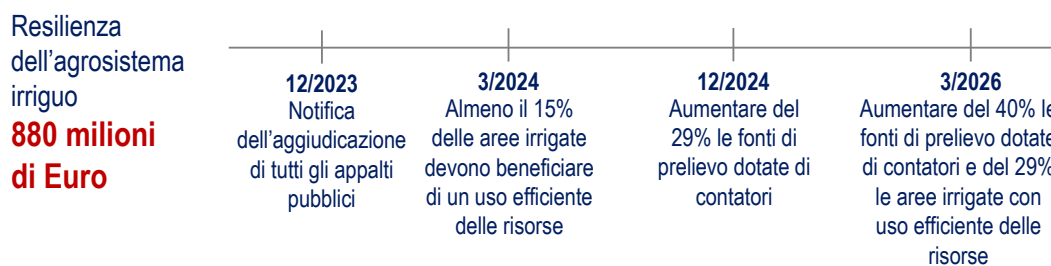 Resilienza
dell’agrosistema
irriguo
880 milioni
di Euro
12/2023
Notifica
dell’aggiudicazione
di tutti gli appalti
pubblici
3/2024
Almeno il 15%
delle aree irrigate
devono beneficiare
di un uso efficiente
delle risorse
12/2024
Aumentare del
29% le fonti di
prelievo dotate di
contatori
3/2026
Aumentare del 40% le
fonti di prelievo dotate
di contatori e del 29%
le aree irrigate con
uso efficiente delle
risorse